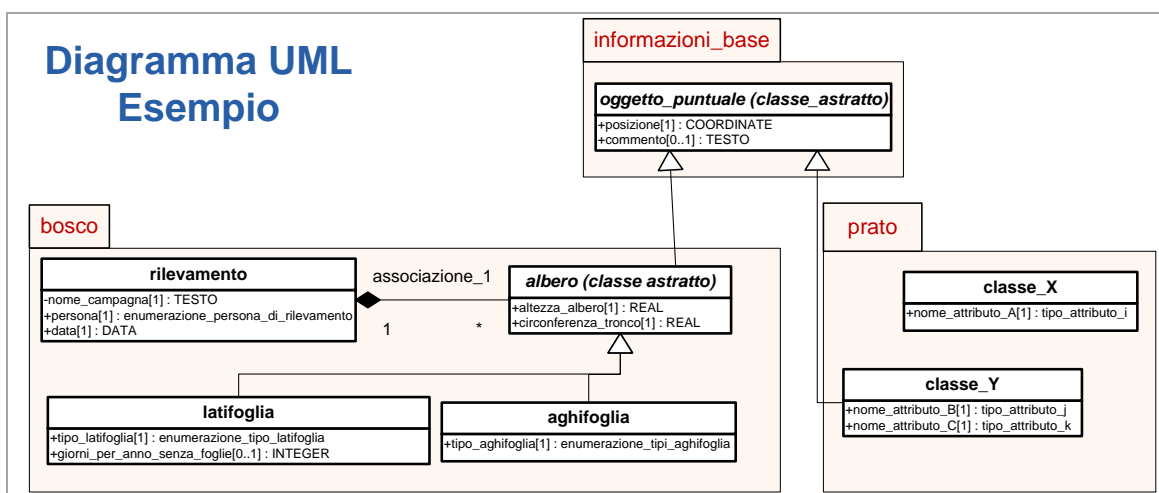 Diagramma UML
Esempio
informazioni_base
oggetto_puntuale (classe_astratto)
+posizione[1] : COORDINATE
+commento[0..1] : TESTO
bosco
rilevamento
-nome_campagna[1] : TESTO
+persona[1] : enumerazione_persona_di_rilevamento
+data[1] : DATA
associazione_1
1
*
albero (classe astratto)
+altezza_albero[1] : REAL
+circonferenza_tronco[1] : REAL
latifoglia
+tipo_latifoglia[1] : enumerazione_tipo_latifoglia
+giorni_per_anno_senza_foglie[0..1] : INTEGER
aghifoglia
+tipo_aghifoglia[1] : enumerazione_tipi_aghifoglia
prato
classe_X
+nome_attributo_A[1] : tipo_attributo_i
classe_Y
+nome_attributo_B[1] : tipo_attributo_j
+nome_attributo_C[1] : tipo_attributo_k